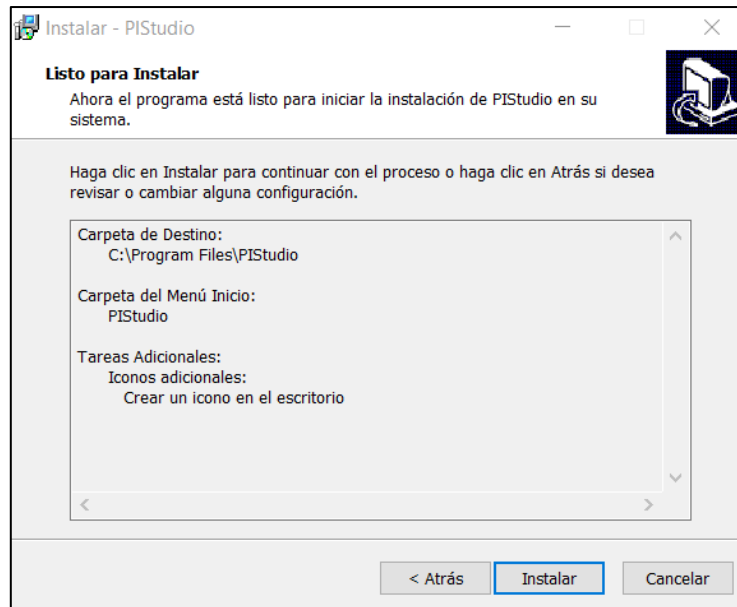 Instalar - PIStudio
Listo para Instalar
Ahora el programa está listo para iniciar la instalación de PIStudio en su
sistema.
Haga clic en Instalar para continuar con el proceso o haga clic en Atrás si desea
revisar o cambiar alguna configuración.
Carpeta de Destino:
C:\Program Files\PIStudio
Carpeta del Menú Inicio:
PIStudio
Tareas Adicionales:
Iconos adicionales:
Crear un icono en el escritorio
< Atrás
Instalar
Cancelar